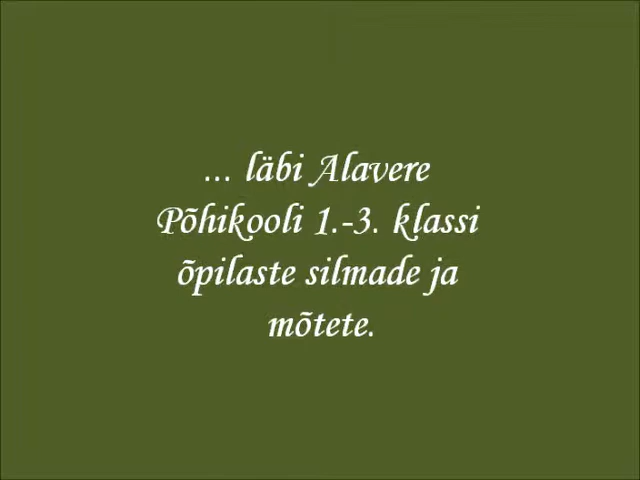 ... läbi Alavere
Põhikooli 1.-3. klassi
õpilaste silmade ja
mõtete.